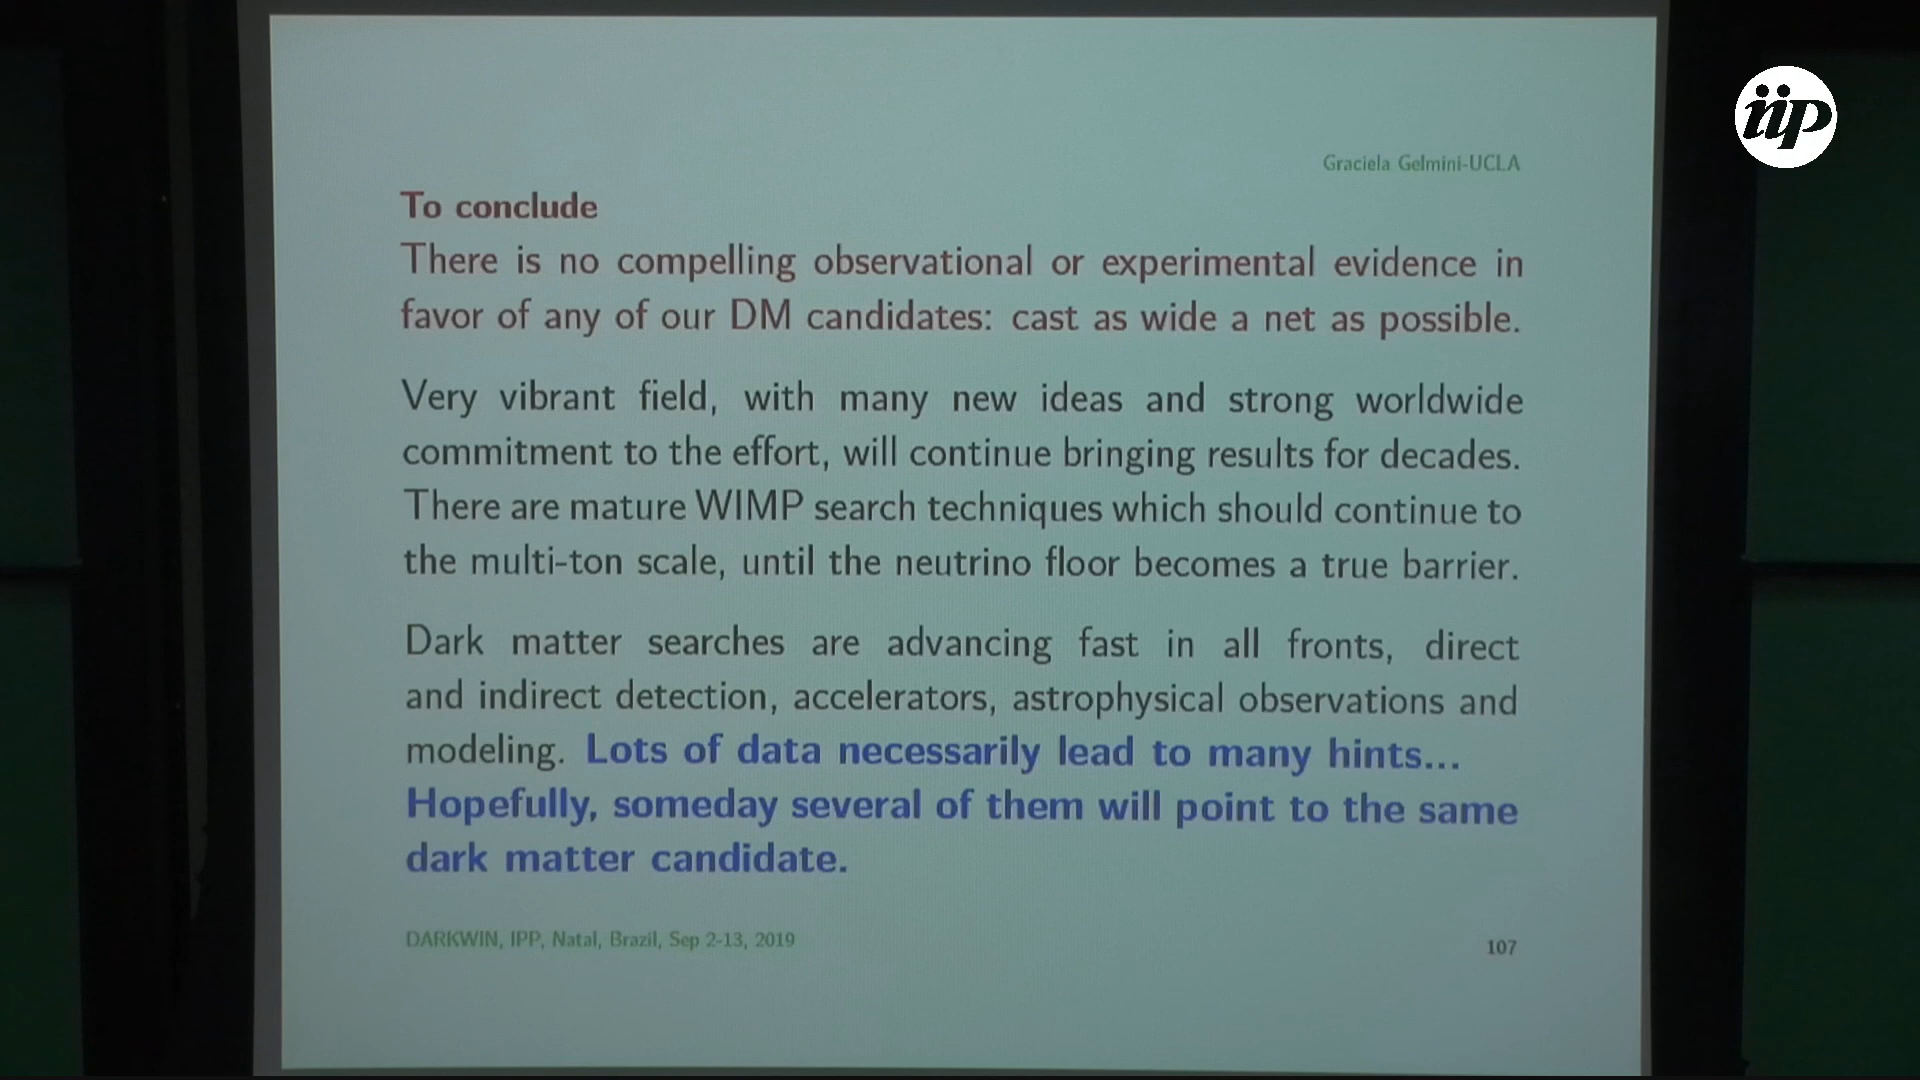 iip
Graciela Gelmini-UCLA
To conclude
There is no compelling observational or experimental evidence in
favor of any of our DM candidates: cast as wide a net as possible.
Very vibrant field, with many new ideas and strong worldwide
commitment to the effort, will continue bringing results for decades.
There are mature WIMP search techniques which should continue to
the multi-ton scale, until the neutrino floor becomes a true barrier.
Dark matter searches are advancing fast in all fronts, direct
and indirect detection, accelerators, astrophysical observations and
modeling. Lots of data necessarily lead to many hints...
Hopefully, someday several of them will point to the same
dark matter candidate.
DARKWIN, IPP, Natal, Brazil, Sep 2-13, 2019
107